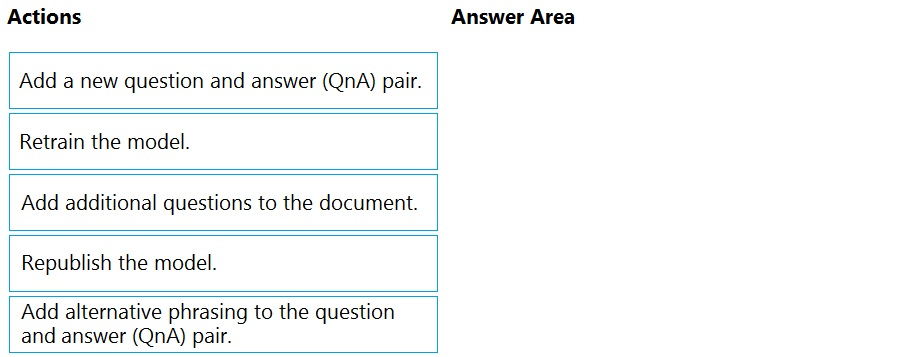 Actions
Answer Area
Add a new question and answer (QnA) pair.
Retrain the model.
Add additional questions to the document.
Republish the model.
Add alternative phrasing to the question
and answer (QnA) pair.